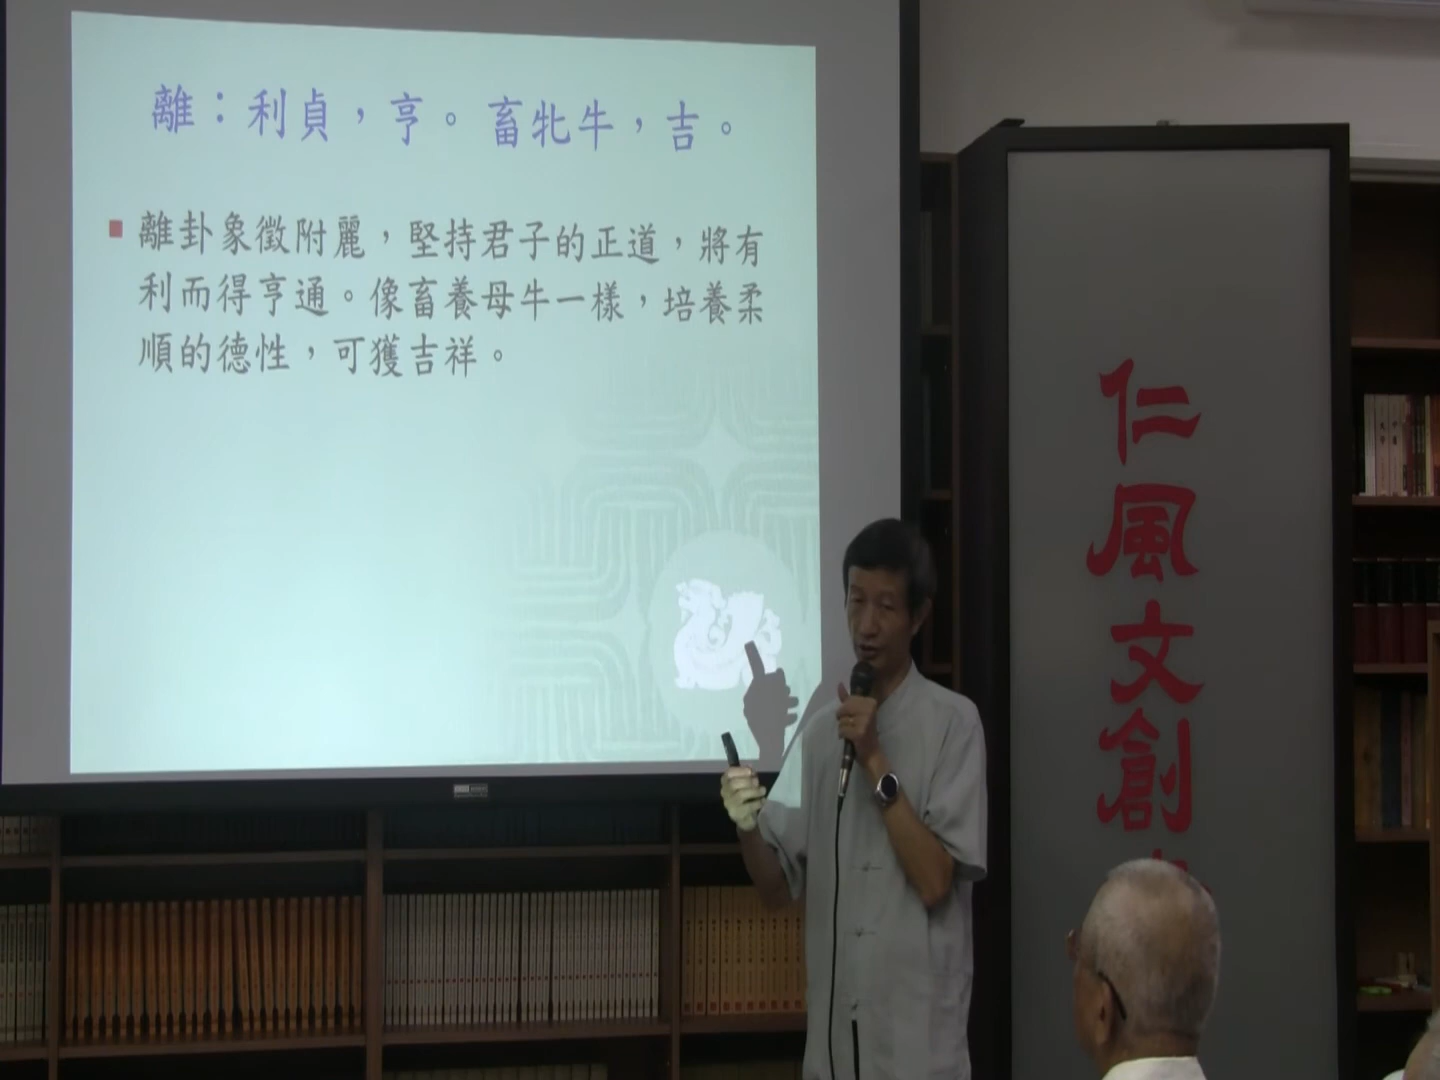 離：利貞，亨。畜牝牛，吉。
離卦象徵附麗，堅持君子的正道，將有
利而得亨通。像畜養母牛一樣，培養柔
順的德性，可獲吉祥。
仁風文創